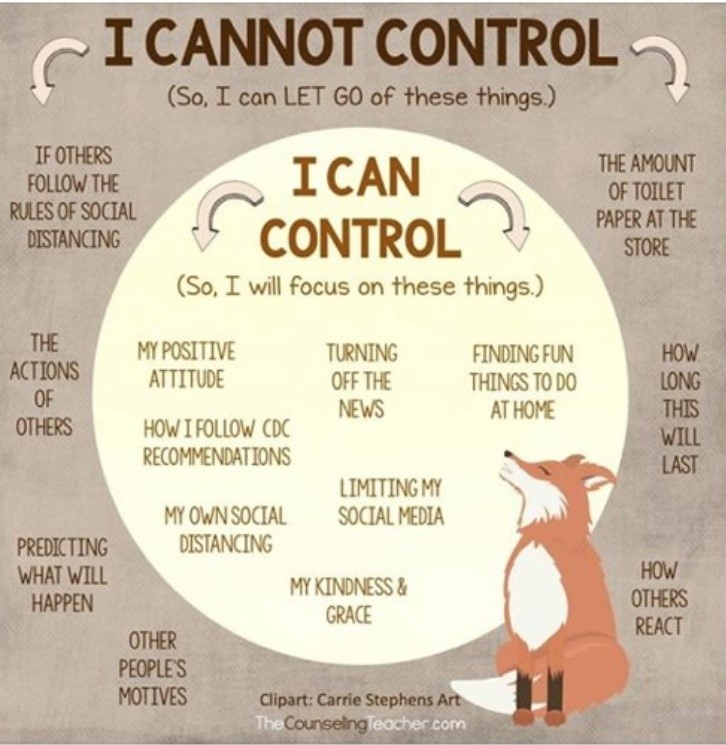 I CANNOT CONTROL
(So, I can LET GO of these things.)
IF OTHERS
FOLLOW THE
RULES OF SOCIAL
DISTANCING
THE AMOUNT
OF TOILET
PAPER AT THE
STORE
I CAN
CONTROL
(So, I will focus on these things.)
THE
ACTIONS
OF
OTHERS
MY POSITIVE
ATTITUDE
TURNING
OFF THE
NEWS
FINDING FUN
THINGS TO DO
AT HOME
HOW
LONG
THIS
WILL
LAST
HOW I FOLLOW CDC
RECOMMENDATIONS
LIMITING MY
SOCIAL MEDIA
MY OWN SOCIAL
DISTANCING
PREDICTING
WHAT WILL
HAPPEN
MY KINDNESS &
GRACE
HOW
OTHERS
REACT
OTHER
PEOPLE'S
MOTIVES
Clipart: Carrie Stephens Art
TheCounselingTeacher.com